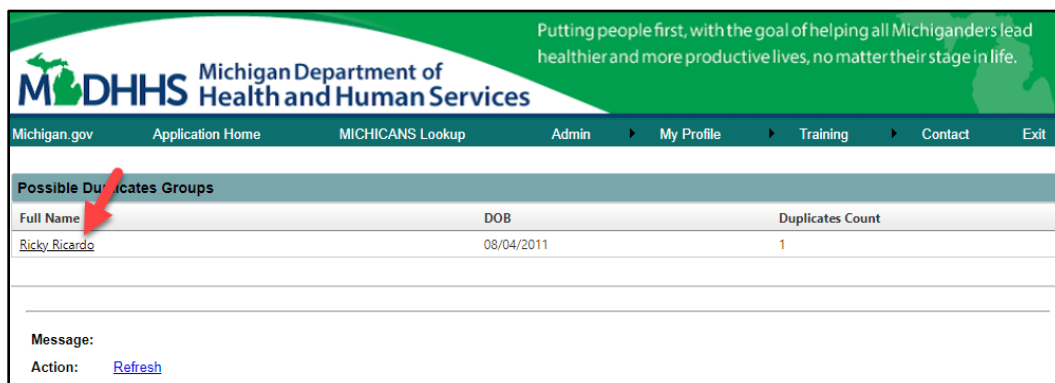 Putting people first, with the goal of helping all Michiganders lead
healthier and more productive lives, no matter their stage in life.
MDHHS Michigan Department of
Health and Human Services
Michigan.gov Application Home MICHICANS Lookup Admin My Profile Training Contact Exit
Possible Duplicates Groups
Full Name DOB Duplicates Count
Ricky Ricardo 08/04/2011 1
Message:
Action: Refresh